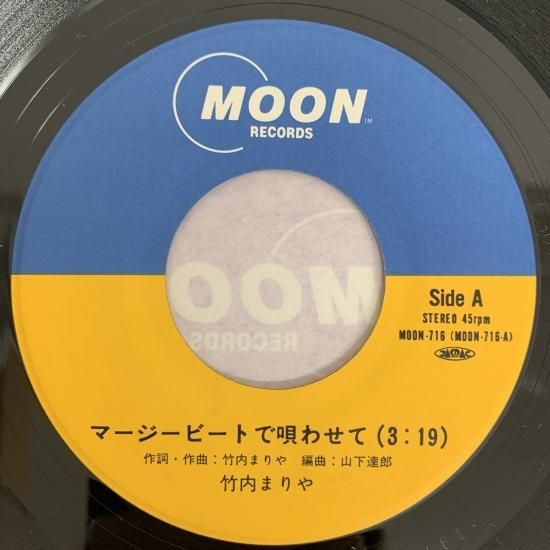 MOON
TM
RECORDS
MOON
RECORDS
Side A
STEREO 45rpm
MOON-716 (MOON-716-A)
JASRAC
マージービートで唄わせて (3:19)
作詞・作曲:竹内まりや 編曲:山下達郎
竹内まりや